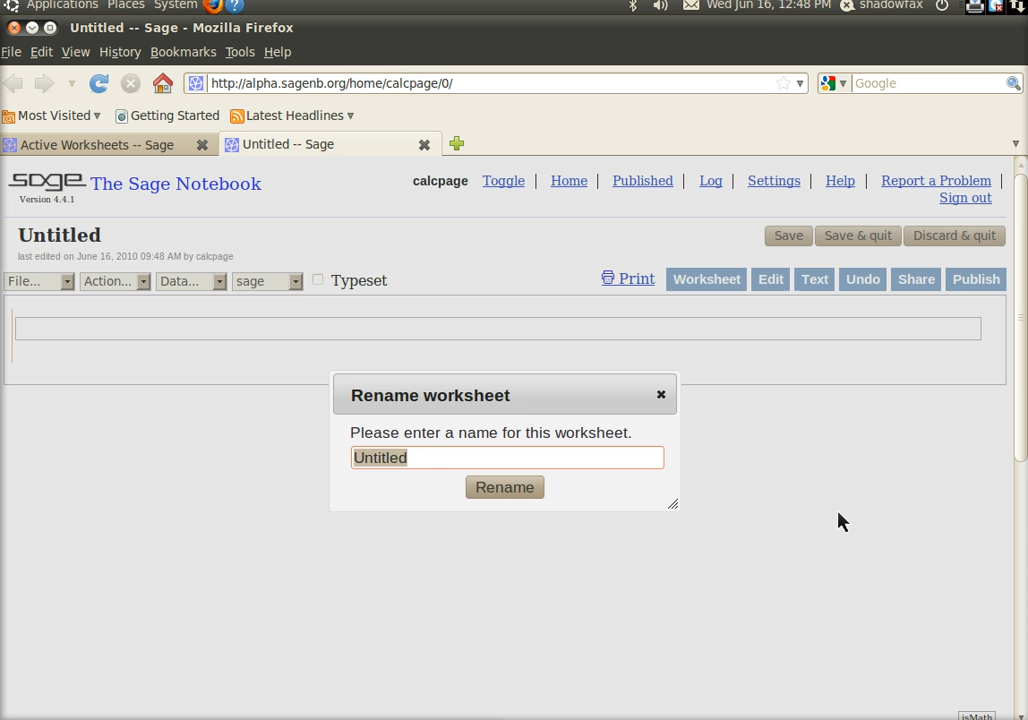 Applications Places System Wed Jun 16, 12:48 PM shadowfax
Untitled -- Sage - Mozilla Firefox
File Edit View History Bookmarks Tools Help
http://alpha.sagenb.org/home/calcpage/0/ Google
Most Visited Getting Started Latest Headlines
Active Worksheets -- Sage Untitled -- Sage
sage The Sage Notebook calcpage Toggle Home Published Log Settings Help Report a Problem
Version 4.4.1 Sign out
Untitled Save Save & quit Discard & quit
last edited on June 16, 2010 09:48 AM by calcpage
File... Action... Data... sage Typeset Print Worksheet Edit Text Undo Share Publish
Rename worksheet
Please enter a name for this worksheet.
Untitled
Rename
jsMath